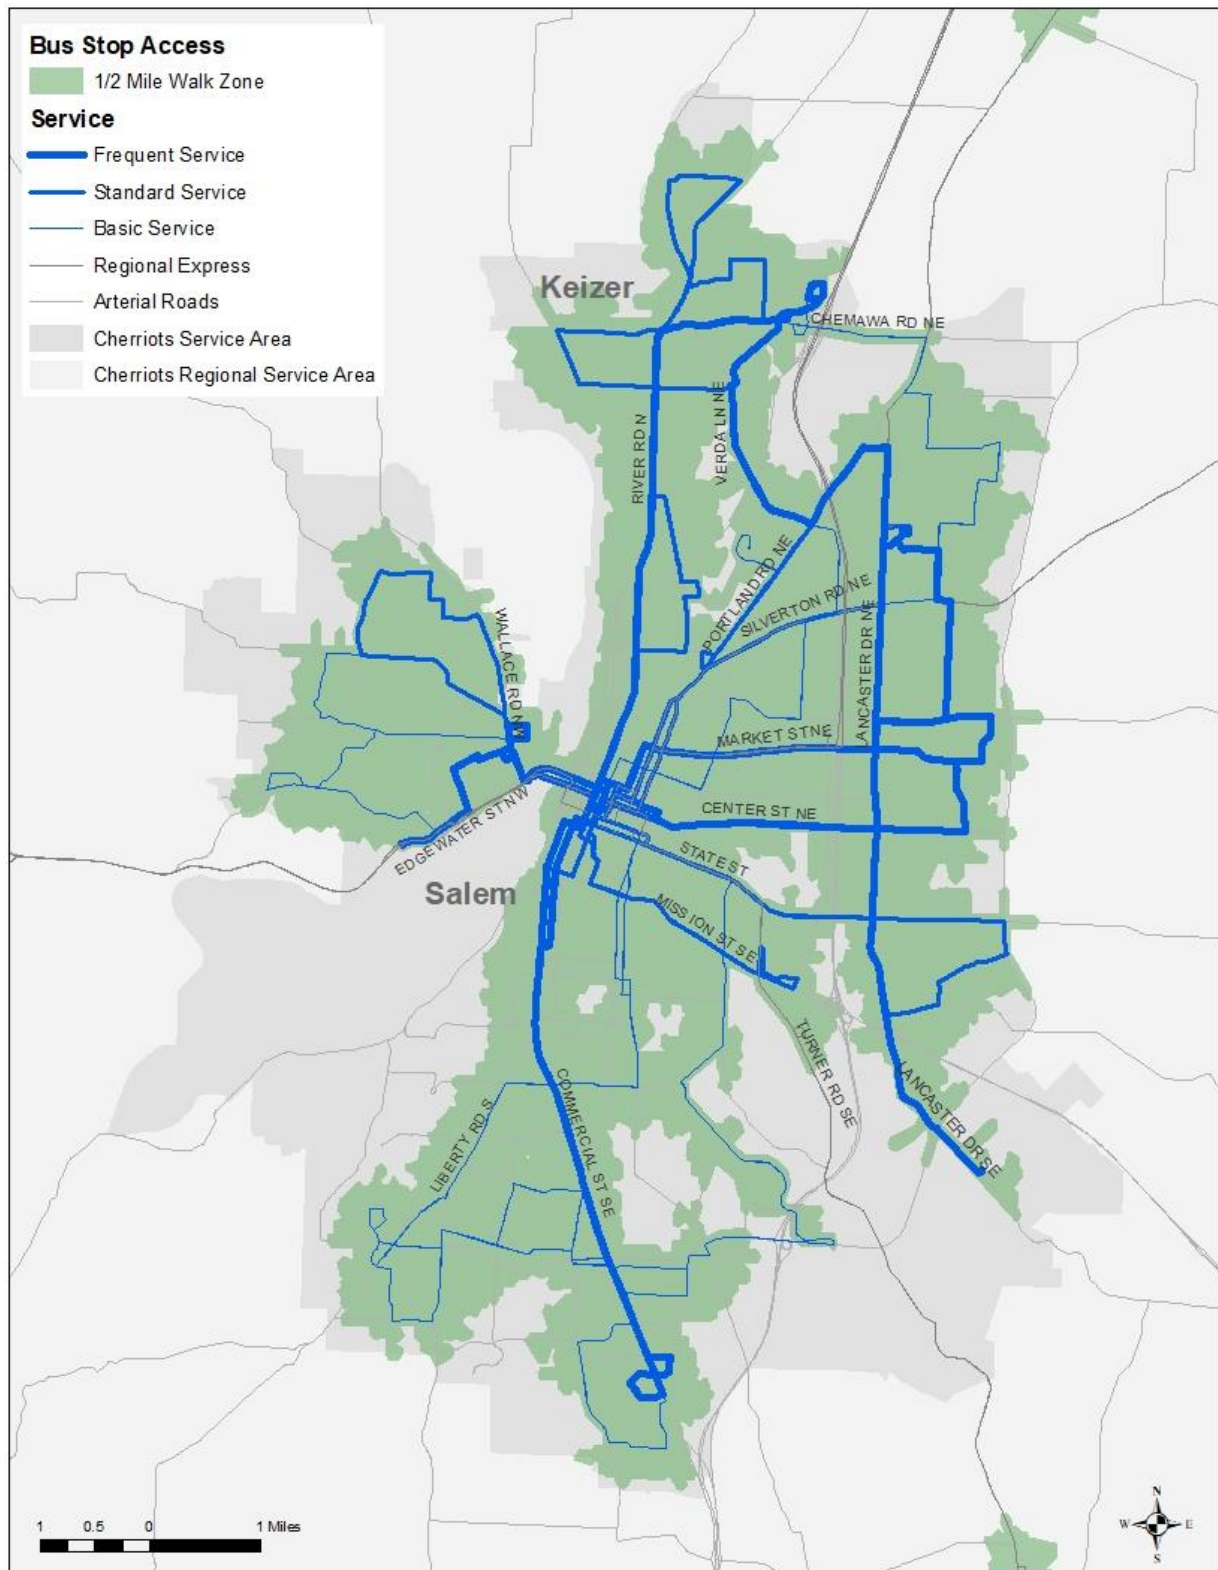 Bus Stop Access
1/2 Mile Walk Zone
Service
Frequent Service
Standard Service
Basic Service
Regional Express
Arterial Roads
Cherriots Service Area
Cherriots Regional Service Area
Keizer
CHEMAWA RD NE
RIVER RD N
VERDA LN NE
PORTLAND RD NE
SILVERTON RD NE
LANCASTER DR NE
WALLACE RD NW
MARKET ST NE
CENTER ST NE
EDGEWATER ST NW
STATE ST
Salem
MISSION ST SE
TURNER RD SE
LANCASTER DR SE
COMMERCIAL ST SE
LIBERTY RD S
1 0.5 0 1 Miles
N
W E
S